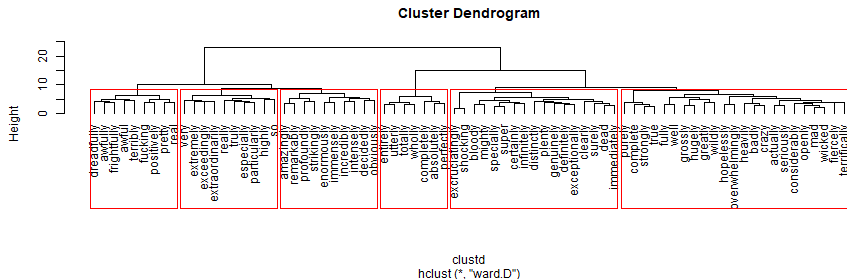 Cluster Dendrogram
Height
0
10
20
dreadfully
awfully
frightfully
awful
terribly
fucking
positively
pretty
real
very
extremely
exceedingly
extraordinarily
really
truly
especially
particularly
highly
so
amazingly
remarkably
profoundly
strikingly
enormously
immensely
incredibly
intensely
decidedly
obviously
entirely
utterly
totally
wholly
completely
absolutely
perfectly
excruciatingly
shocking
bloody
mighty
specially
super
certainly
infinitely
distinctly
plenty
genuinely
definitely
exceptionally
clearly
surely
dead
immediately
purely
complete
strongly
true
fully
well
grossly
hugely
greatly
wildly
hopelessly
overwhelmingly
heavily
badly
crazy
actually
seriously
considerably
openly
mad
wicked
fiercely
terrifically
clustd
hclust (*, "ward.D")